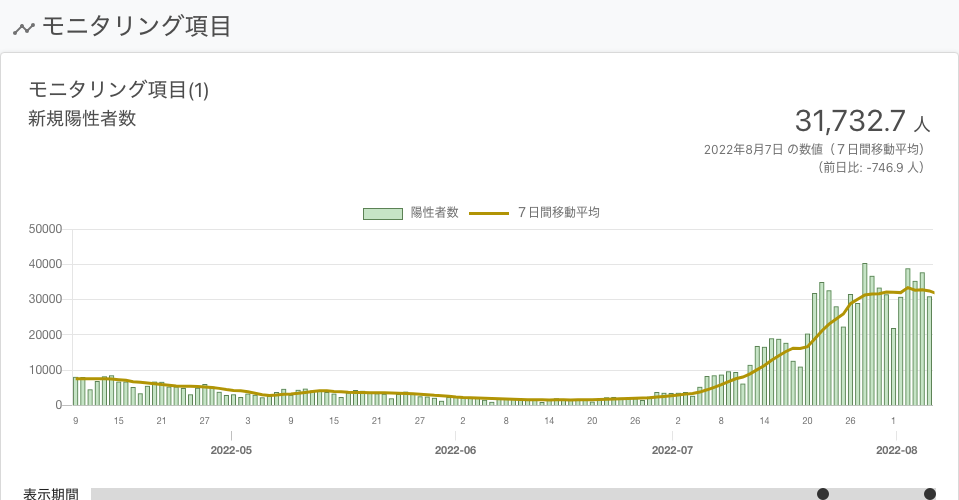 モニタリング項目
モニタリング項目(1)
新規陽性者数
31,732.7 人
2022年8月7日 の数値（７日間移動平均）
（前日比: -746.9 人）
陽性者数 ７日間移動平均
50000
40000
30000
20000
10000
0
9 15 21 27 3 9 15 21 27 2 8 14 20 26 2 8 14 20 26 1
2022-05 2022-06 2022-07 2022-08
表示期間